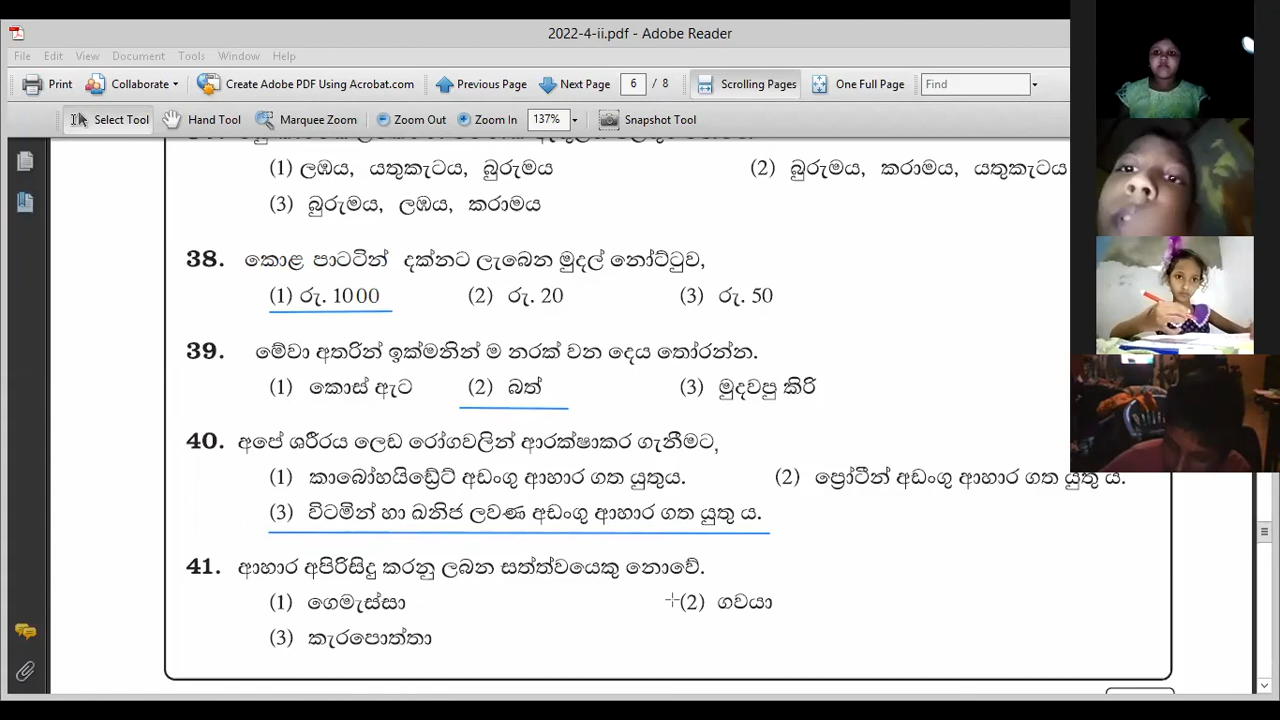 2022-4-ii.pdf - Adobe Reader
File Edit View Document Tools Window Help
Print Collaborate Create Adobe PDF Using Acrobat.com Previous Page Next Page 6 / 8 Scrolling Pages One Full Page Find
Select Tool Hand Tool Marquee Zoom Zoom Out Zoom In 137% Snapshot Tool
(1) ලඹය, යතුකැටය, බුරුමය (2) බුරුමය, කරාමය, යතුකැටය
(3) බුරුමය, ලඹය, කරාමය
38. කොළ පාටටින් දක්නට ලැබෙන මුදල් නෝට්ටුව,
(1) රු. 1000 (2) රු. 20 (3) රු. 50
39. මේවා අතරින් ඉක්මනින ම නරක් වන දෙය තෝරන්න.
(1) කොස් ඇට (2) බත් (3) මුදවපු කිරි
40. අපේ ශරීරය ලෙඩ රෝගවලින් ආරක්ෂාකර ගැනීමට,
(1) කාබෝහයිඩ්‍රේට් අඩංගු ආහාර ගත යුතුය. (2) ප්‍රෝටීන් අඩංගු ආහාර ගත යුතු ය.
(3) විටමින් හා ඛනිජ ලවණ අඩංගු ආහාර ගත යුතු ය.
41. ආහාර අපිරිසිදු කරනු ලබන සත්ත්වයෙකු නොවේ.
(1) ගෙමැස්සා (2) ගවයා
(3) කැරපොත්තා